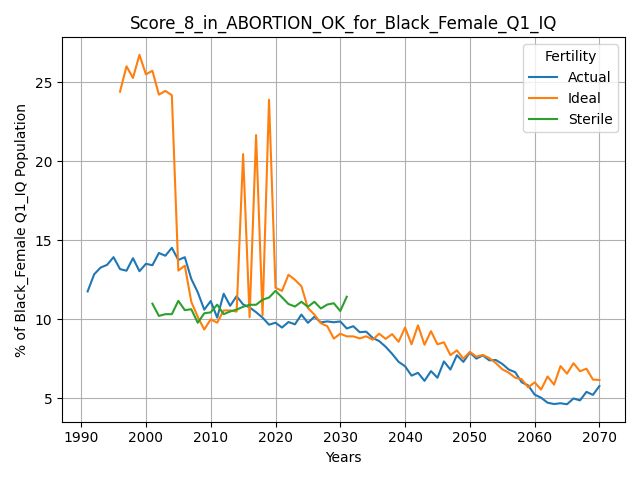 Score_8_in_ABORTION_OK_for_Black_Female_Q1_IQ
% of Black_Female Q1_IQ Population
25
20
15
10
5
Fertility
Actual
Ideal
Sterile
1990 2000 2010 2020 2030 2040 2050 2060 2070
Years